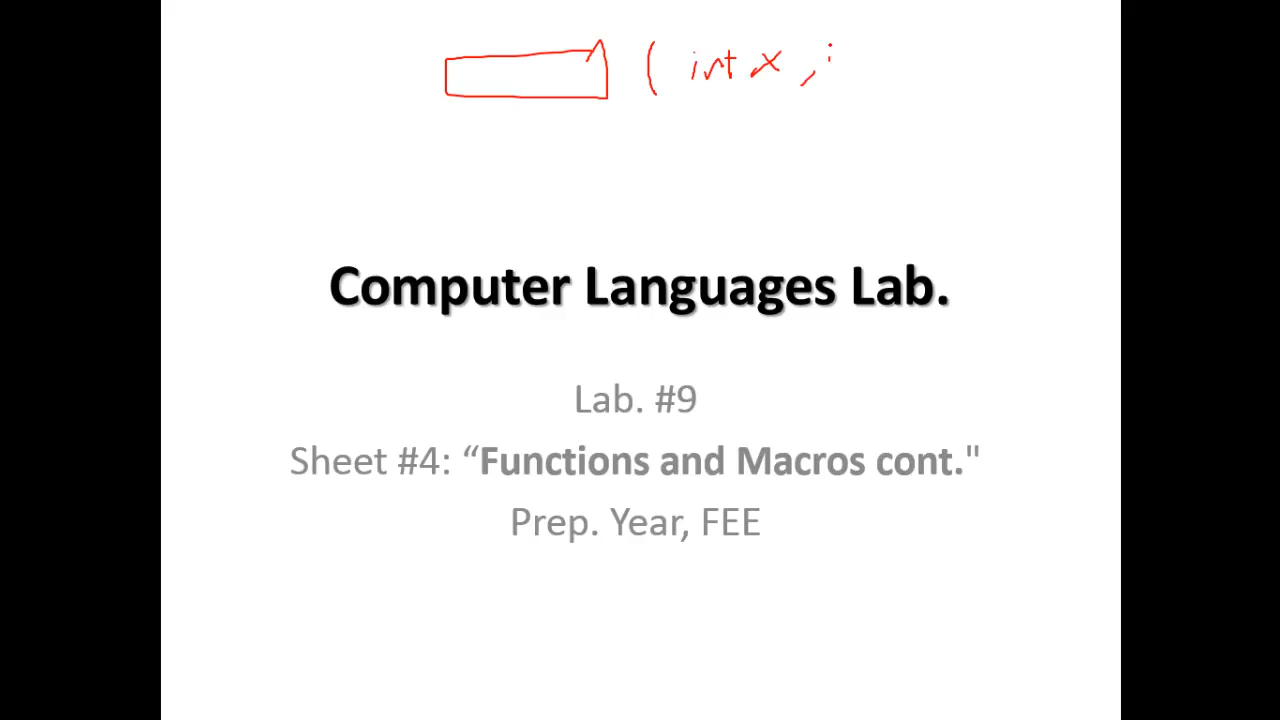 ( int x , i
Computer Languages Lab.
Lab. #9
Sheet #4: “Functions and Macros cont."
Prep. Year, FEE